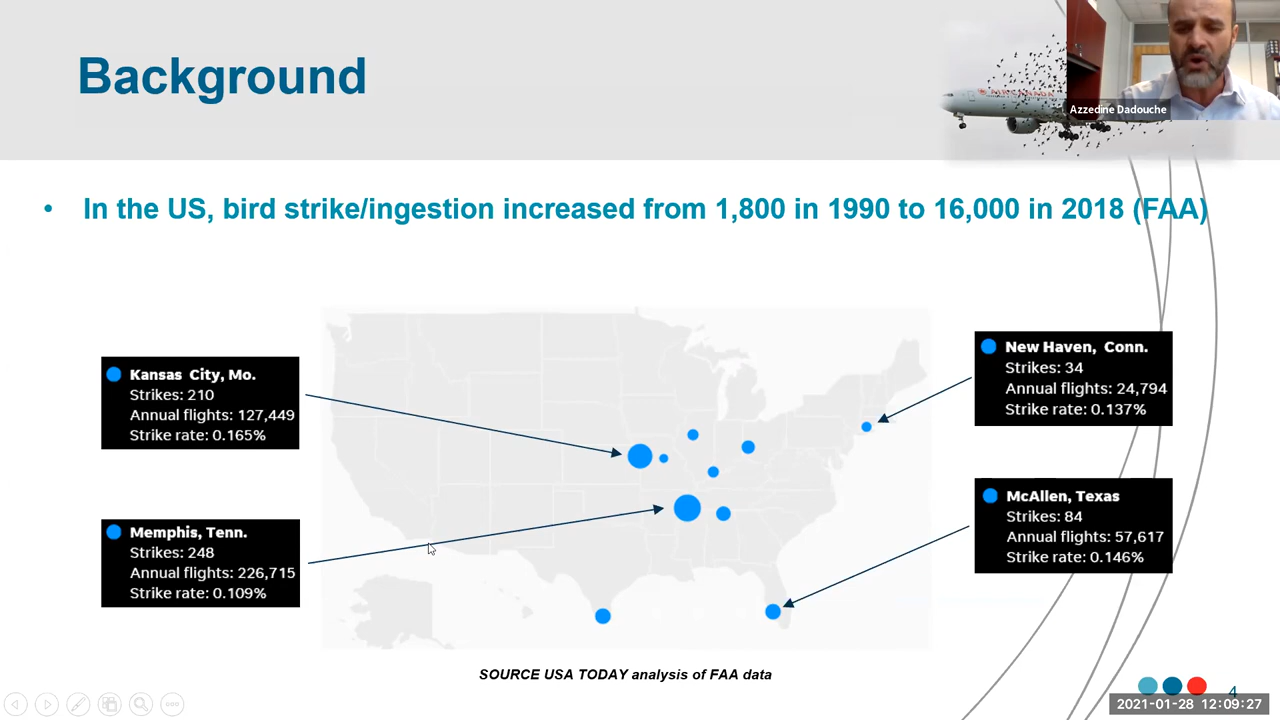 Background
Azzedine Dadouche
• In the US, bird strike/ingestion increased from 1,800 in 1990 to 16,000 in 2018 (FAA)
Kansas City, Mo.
Strikes: 210
Annual flights: 127,449
Strike rate: 0.165%
Memphis, Tenn.
Strikes: 248
Annual flights: 226,715
Strike rate: 0.109%
New Haven, Conn.
Strikes: 34
Annual flights: 24,794
Strike rate: 0.137%
McAllen, Texas
Strikes: 84
Annual flights: 57,617
Strike rate: 0.146%
SOURCE USA TODAY analysis of FAA data
4
2021-01-28 12:09:27